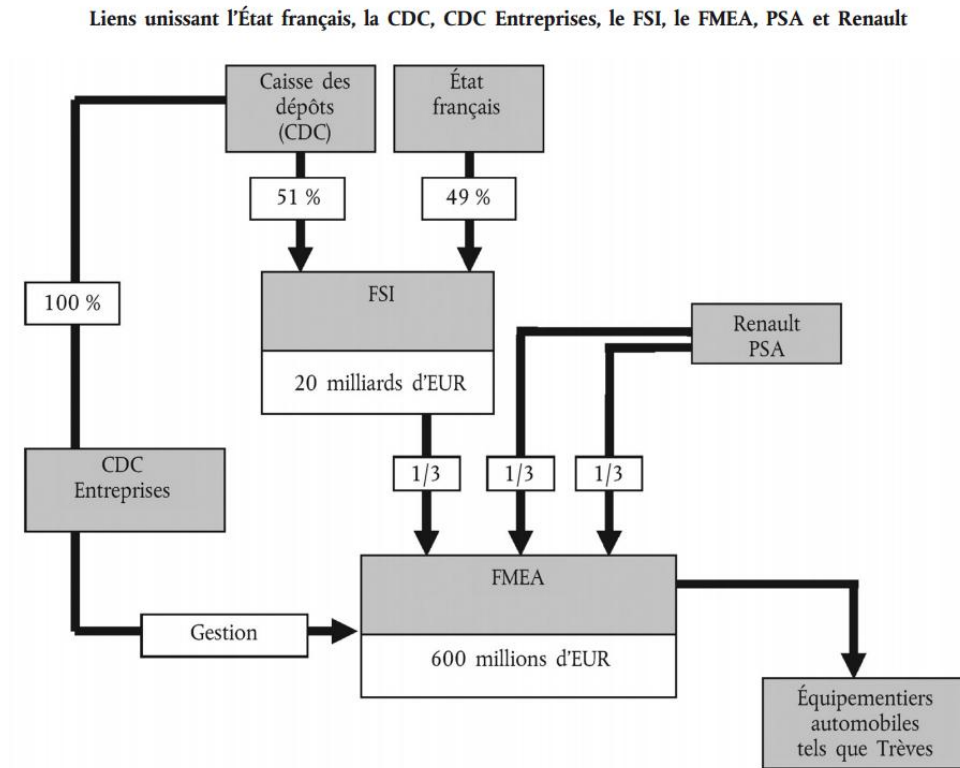 Liens unissant l'État français, la CDC, CDC Entreprises, le FSI, le FMEA, PSA et Renault
Caisse des
dépôts
(CDC)
État
français
51 %
49 %
100 %
FSI
20 milliards d'EUR
Renault
PSA
CDC
Entreprises
1/3
1/3
1/3
FMEA
600 millions d'EUR
Gestion
Équipementiers
automobiles
tels que Trèves